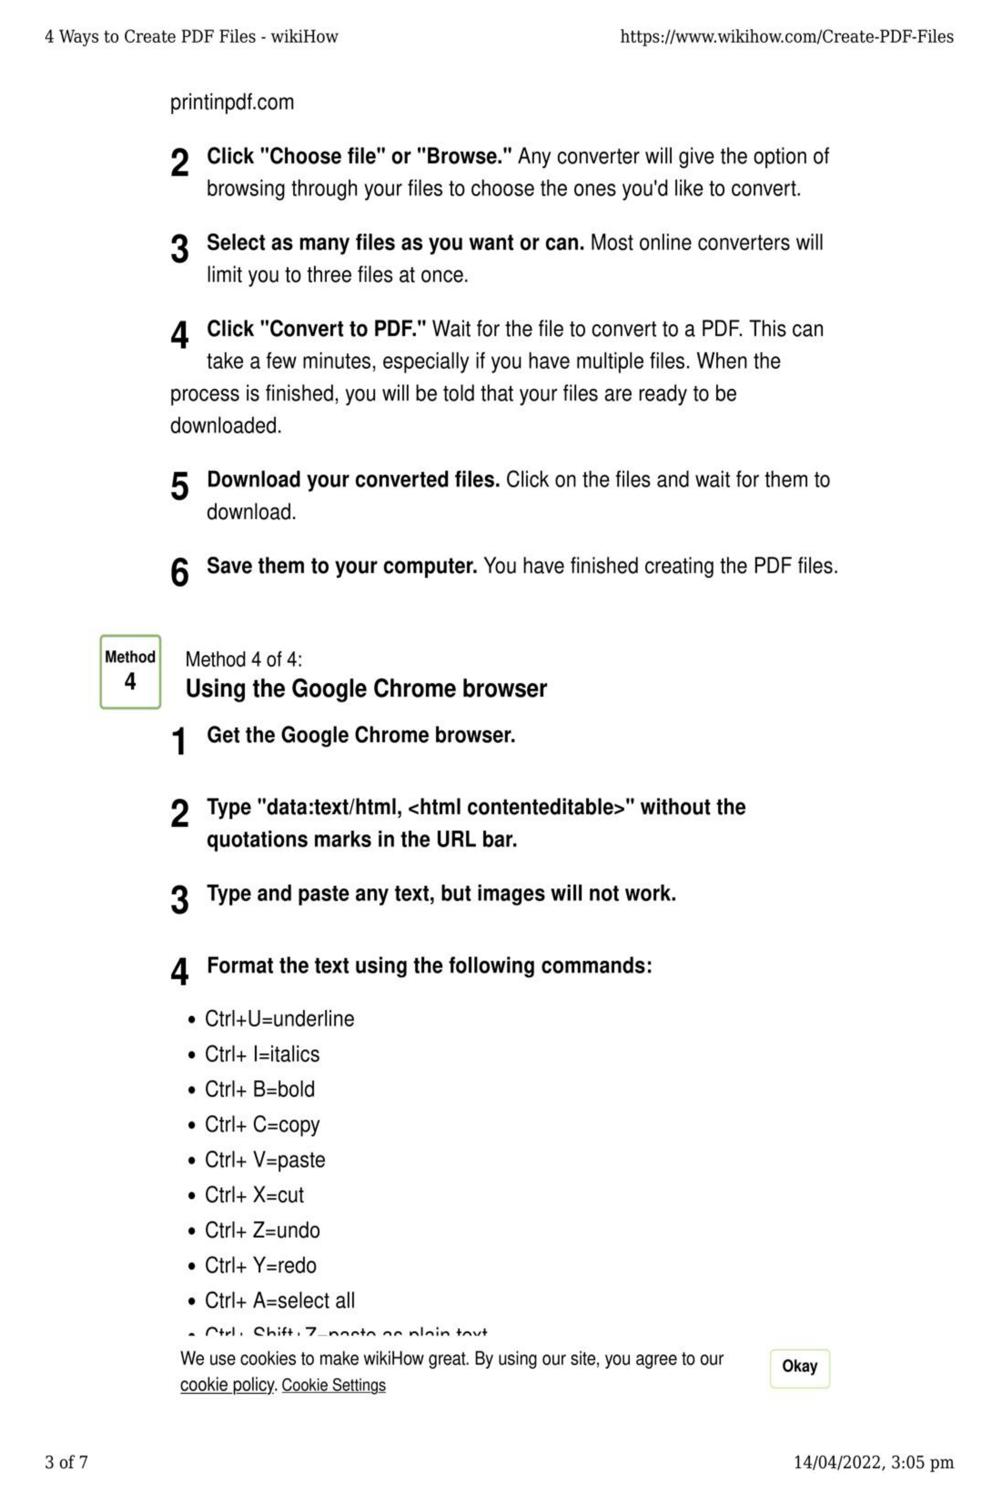 4 Ways to Create PDF Files - wikiHow
https://www.wikihow.com/Create-PDF-Files
printinpdf.com
2 Click "Choose file" or "Browse." Any converter will give the option of
browsing through your files to choose the ones you'd like to convert.
3 Select as many files as you want or can. Most online converters will
limit you to three files at once.
4 Click "Convert to PDF." Wait for the file to convert to a PDF. This can
take a few minutes, especially if you have multiple files. When the
process is finished, you will be told that your files are ready to be
downloaded.
5 Download your converted files. Click on the files and wait for them to
download.
6 Save them to your computer. You have finished creating the PDF files.
Method
4
Method 4 of 4:
Using the Google Chrome browser
1 Get the Google Chrome browser.
2 Type "data:text/html, <html contenteditable>" without the
quotations marks in the URL bar.
3 Type and paste any text, but images will not work.
4 Format the text using the following commands:
• Ctrl+U=underline
• Ctrl+ I=italics
• Ctrl+ B=bold
• Ctrl+ C=copy
• Ctrl+ V=paste
• Ctrl+ X=cut
• Ctrl+ Z=undo
• Ctrl+ Y=redo
• Ctrl+ A=select all
• Ctrl+ Shift+Z=paste as plain text
We use cookies to make wikiHow great. By using our site, you agree to our
cookie policy. Cookie Settings
Okay
3 of 7
14/04/2022, 3:05 pm